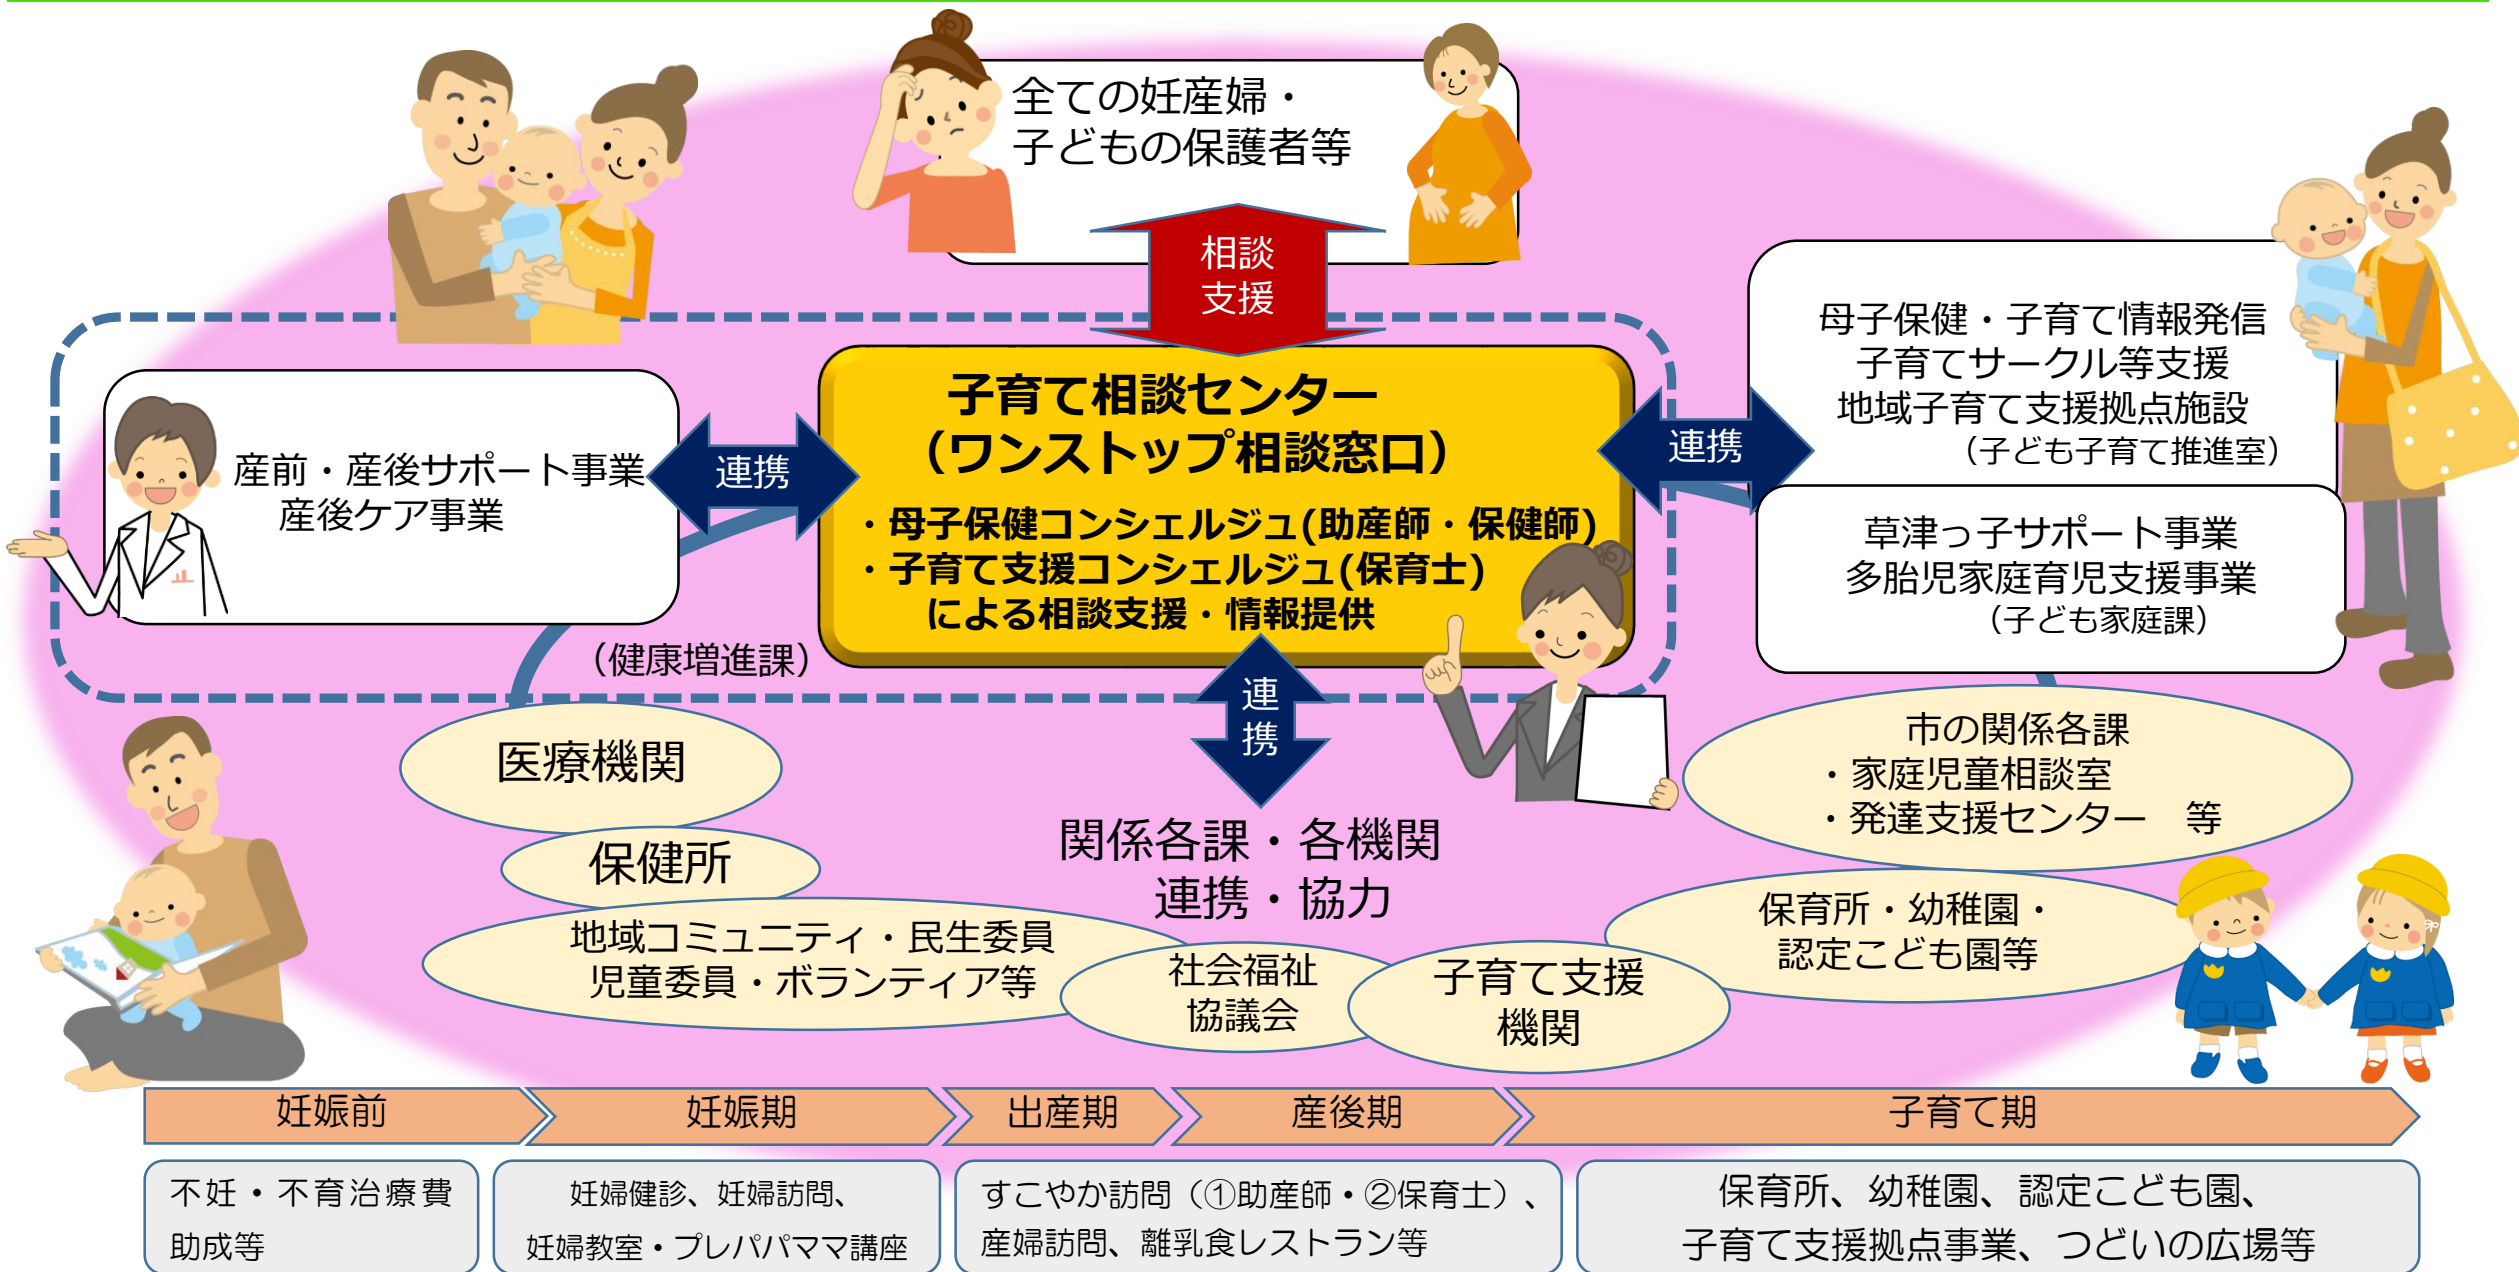 全ての妊産婦・
子どもの保護者等
相談
支援
産前・産後サポート事業
産後ケア事業
連携
子育て相談センター
（ワンストップ相談窓口）
・母子保健コンシェルジュ(助産師・保健師)
・子育て支援コンシェルジュ(保育士)
による相談支援・情報提供
（健康増進課）
連携
母子保健・子育て情報発信
子育てサークル等支援
地域子育て支援拠点施設
（子ども子育て推進室）
草津っ子サポート事業
多胎児家庭育児支援事業
（子ども家庭課）
連
携
関係各課・各機関
連携・協力
医療機関
保健所
地域コミュニティ・民生委員
児童委員・ボランティア等
社会福祉
協議会
子育て支援
機関
市の関係各課
・家庭児童相談室
・発達支援センター　等
保育所・幼稚園・
認定こども園等
妊娠前
妊娠期
出産期
産後期
子育て期
不妊・不育治療費
助成等
妊婦健診、妊婦訪問、
妊婦教室・プレパパママ講座
すこやか訪問（①助産師・②保育士）、
産婦訪問、離乳食レストラン等
保育所、幼稚園、認定こども園、
子育て支援拠点事業、つどいの広場等